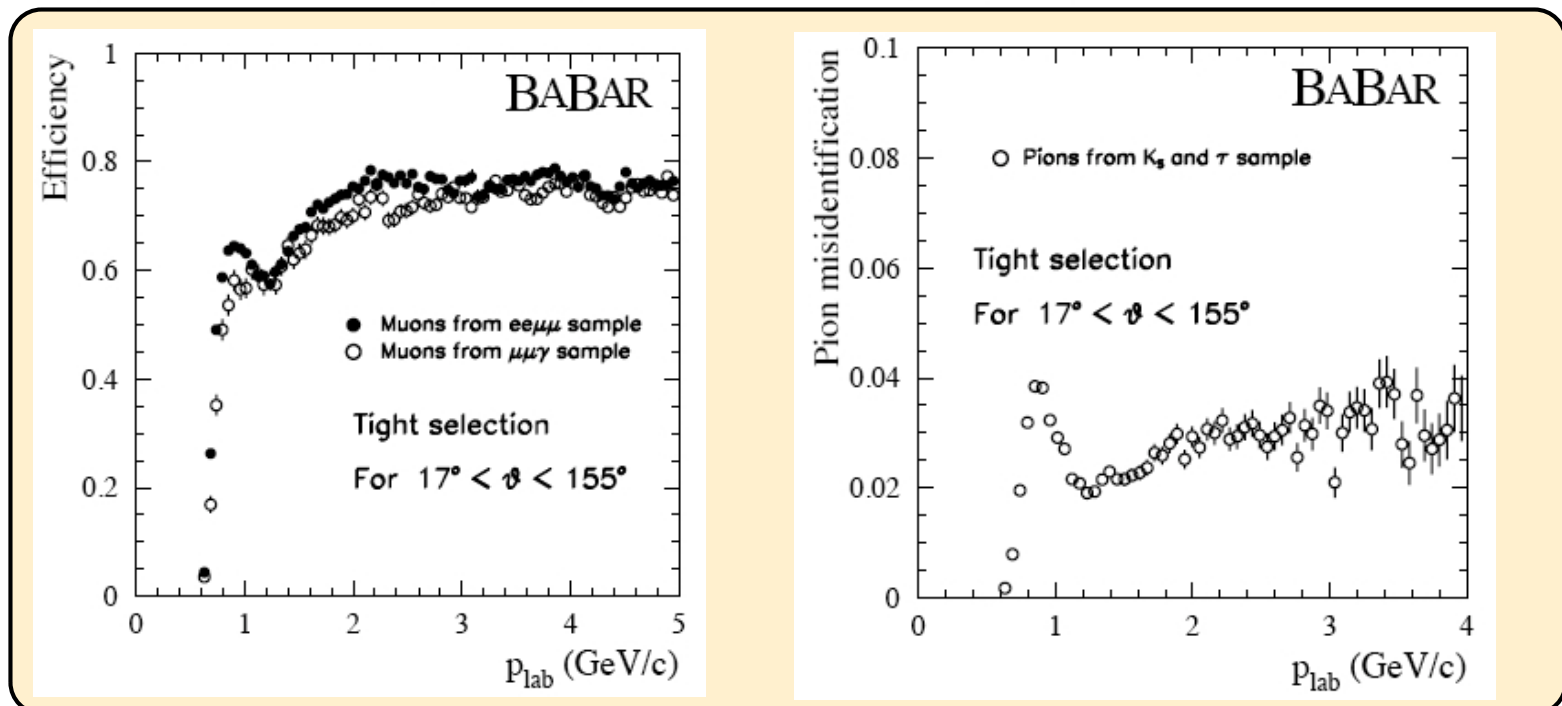 BABAR
Efficiency
1
0.8
0.6
0.4
0.2
0
● Muons from eeμμ sample
○ Muons from μμγ sample
Tight selection
For 17° < ϑ < 155°
0 1 2 3 4 5
p_lab (GeV/c)
BABAR
Pion misidentification
0.1
0.08
0.06
0.04
0.02
0
○ Pions from K_s and τ sample
Tight selection
For 17° < ϑ < 155°
0 1 2 3 4
p_lab (GeV/c)